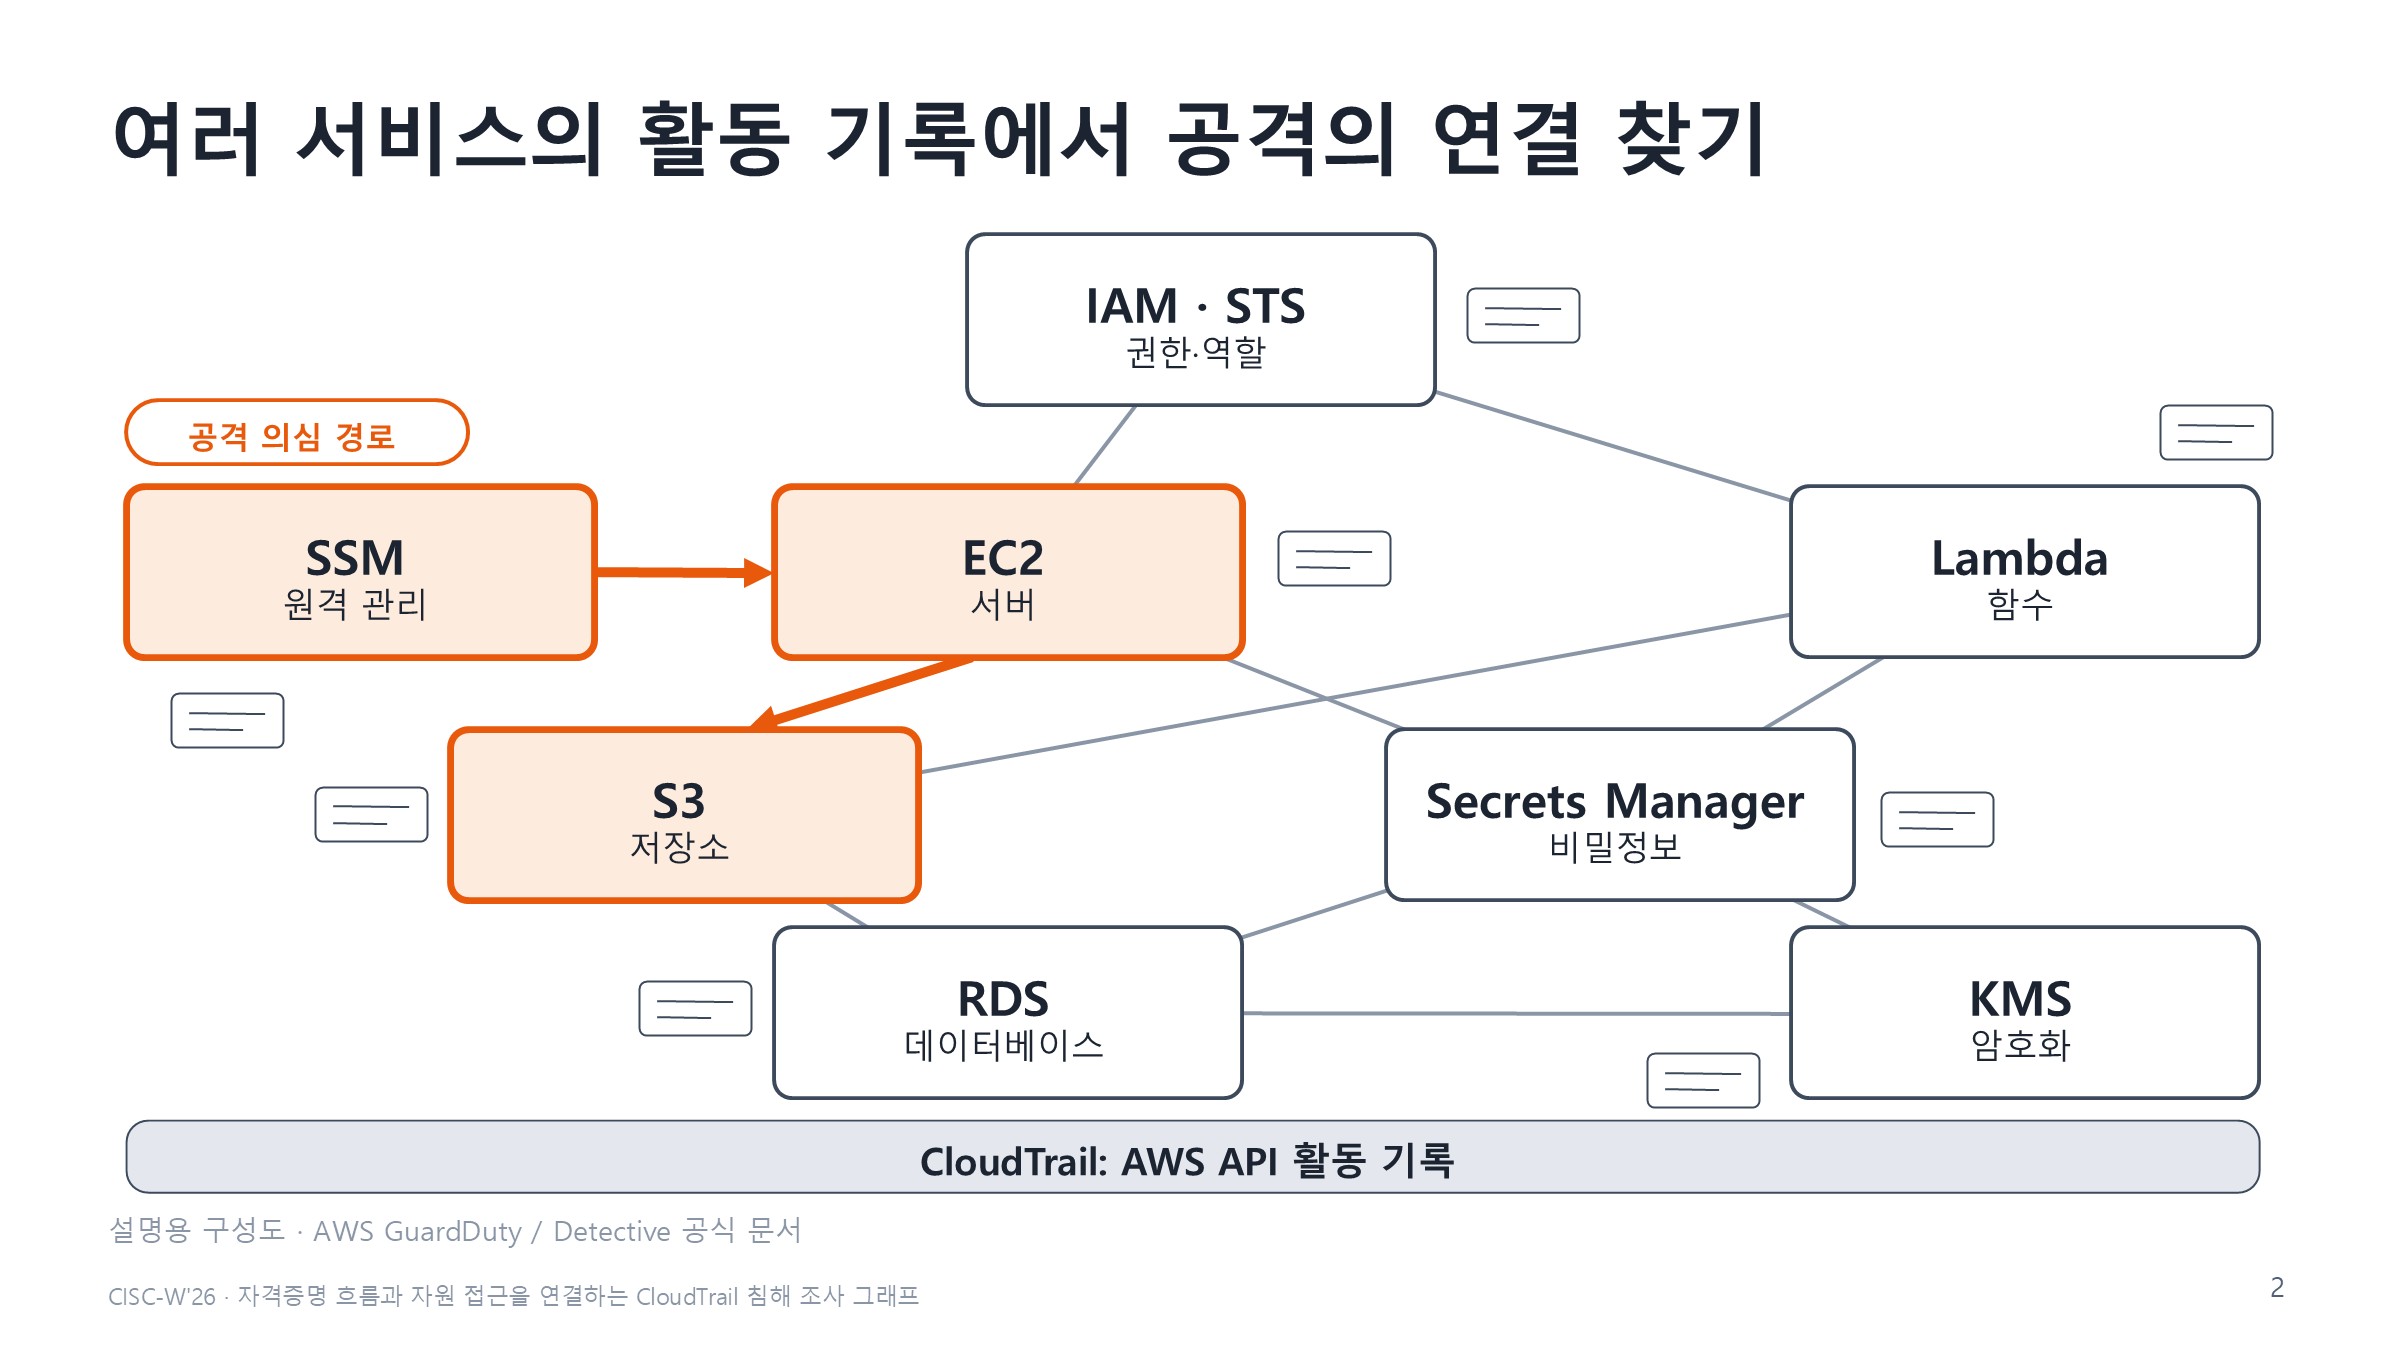 여러 서비스의 활동 기록에서 공격의 연결 찾기
IAM · STS
권한·역할
공격 의심 경로
SSM
원격 관리
EC2
서버
Lambda
함수
S3
저장소
Secrets Manager
비밀정보
RDS
데이터베이스
KMS
암호화
CloudTrail: AWS API 활동 기록
설명용 구성도 · AWS GuardDuty / Detective 공식 문서
CISC-W'26 · 자격증명 흐름과 자원 접근을 연결하는 CloudTrail 침해 조사 그래프
2